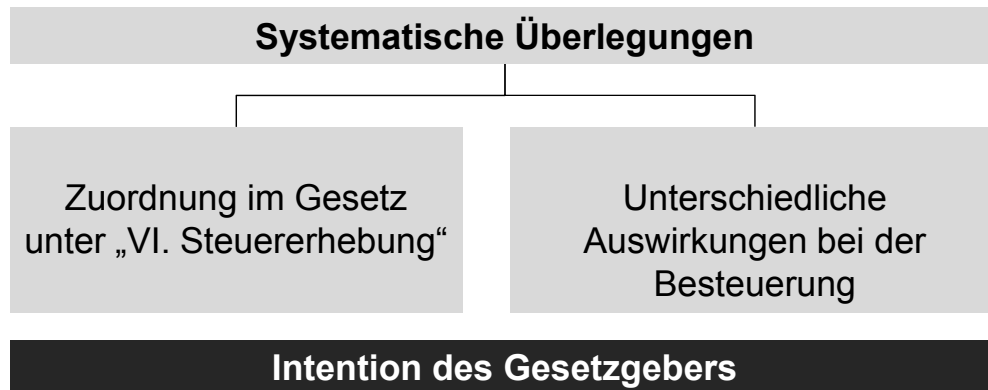 Systematische Überlegungen
Zuordnung im Gesetz
unter „VI. Steuererhebung“
Unterschiedliche
Auswirkungen bei der
Besteuerung
Intention des Gesetzgebers